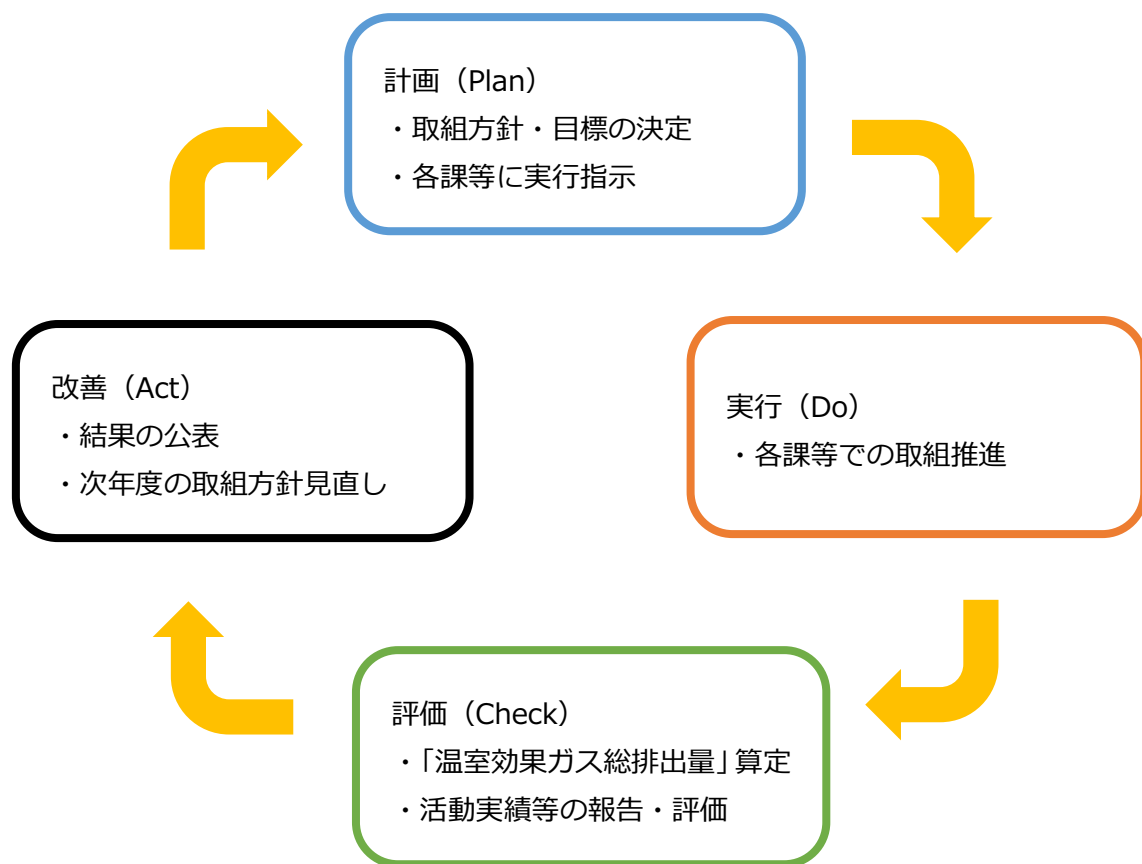 計画（Plan）
・取組方針・目標の決定
・各課等に実行指示
実行（Do）
・各課等での取組推進
評価（Check）
・「温室効果ガス総排出量」算定
・活動実績等の報告・評価
改善（Act）
・結果の公表
・次年度の取組方針見直し